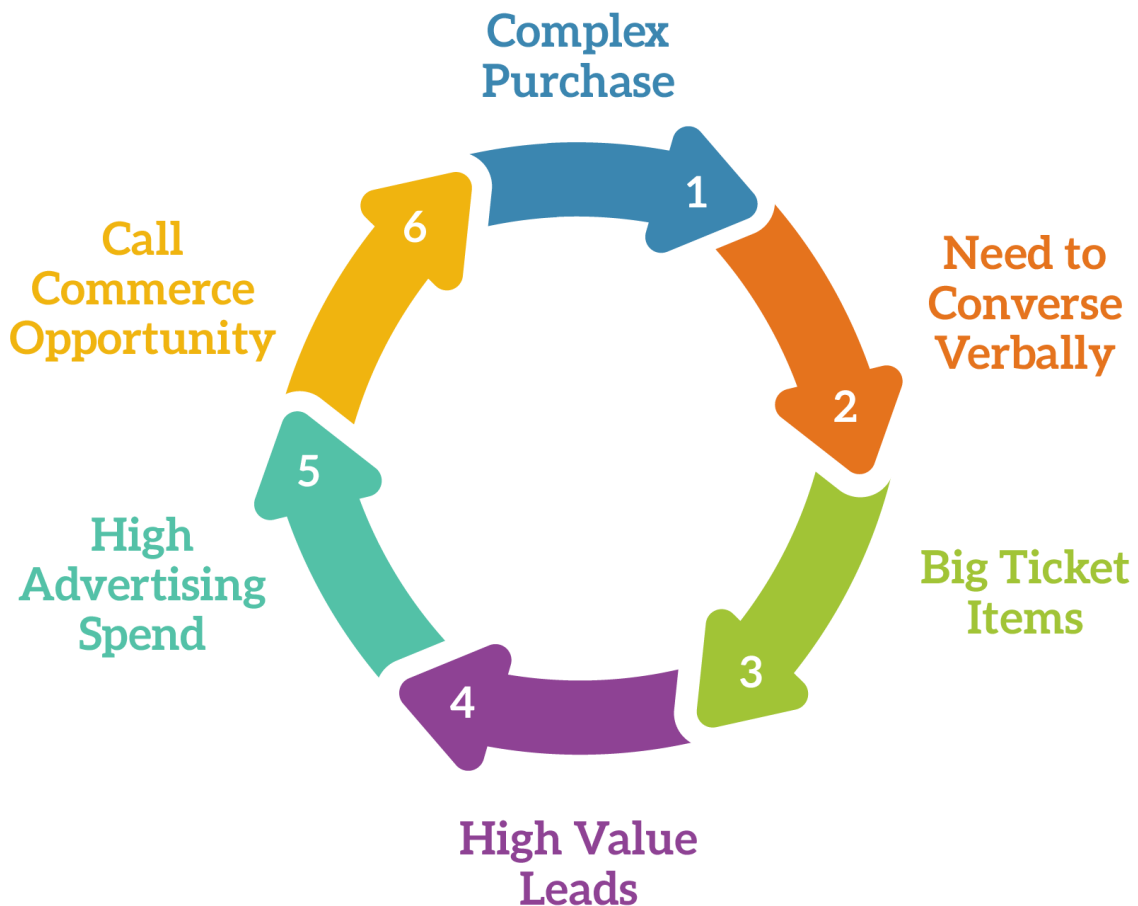 Complex
Purchase
1
Need to
Converse
Verbally
2
Big Ticket
Items
3
High Value
Leads
4
High
Advertising
Spend
5
Call
Commerce
Opportunity
6